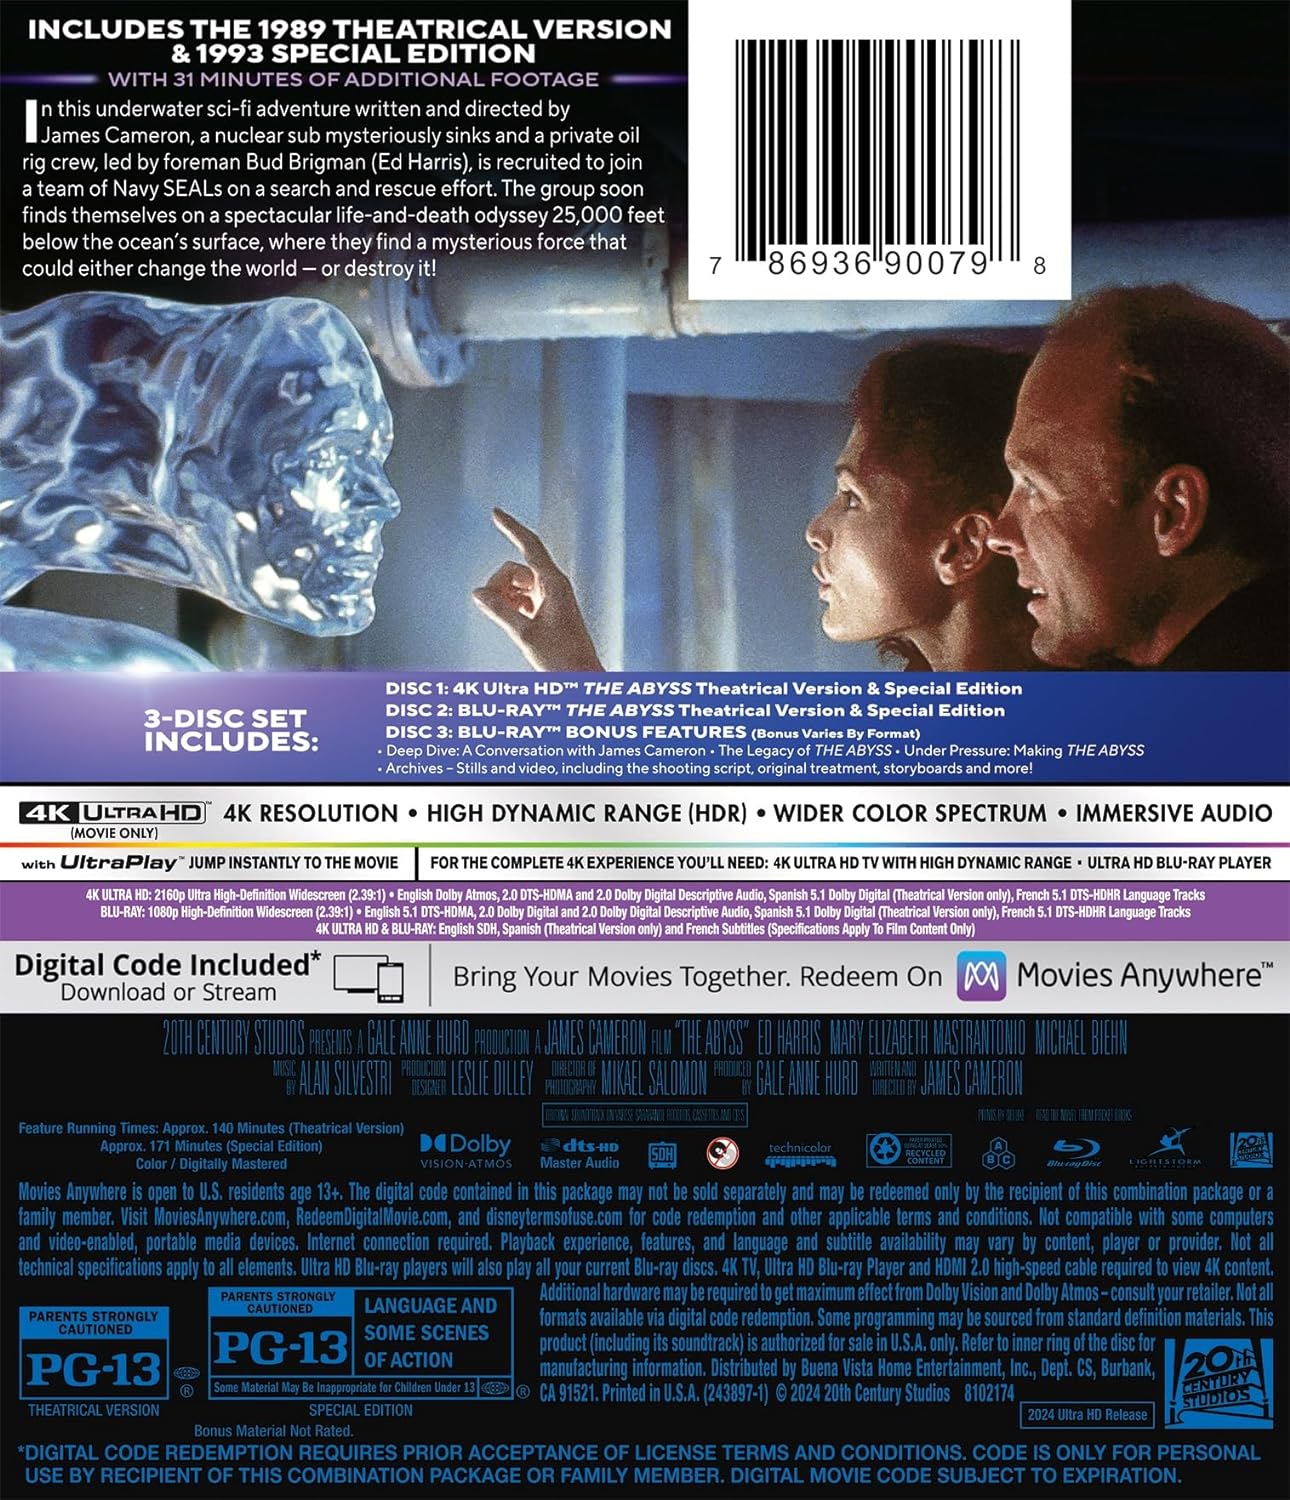 INCLUDES THE 1989 THEATRICAL VERSION
& 1993 SPECIAL EDITION
WITH 31 MINUTES OF ADDITIONAL FOOTAGE
In this underwater sci-fi adventure written and directed by
James Cameron, a nuclear sub mysteriously sinks and a private oil
rig crew, led by foreman Bud Brigman (Ed Harris), is recruited to join
a team of Navy SEALs on a search and rescue effort. The group soon
finds themselves on a spectacular life-and-death odyssey 25,000 feet
below the ocean's surface, where they find a mysterious force that
could either change the world – or destroy it!
7 86936 90079 8
3-DISC SET
INCLUDES:
DISC 1: 4K Ultra HD™ THE ABYSS Theatrical Version & Special Edition
DISC 2: BLU-RAY™ THE ABYSS Theatrical Version & Special Edition
DISC 3: BLU-RAY™ BONUS FEATURES (Bonus Varies By Format)
• Deep Dive: A Conversation with James Cameron • The Legacy of THE ABYSS • Under Pressure: Making THE ABYSS
• Archives – Stills and video, including the shooting script, original treatment, storyboards and more!
4K ULTRA HD™ 4K RESOLUTION • HIGH DYNAMIC RANGE (HDR) • WIDER COLOR SPECTRUM • IMMERSIVE AUDIO
(MOVIE ONLY)
with UltraPlay™ JUMP INSTANTLY TO THE MOVIE FOR THE COMPLETE 4K EXPERIENCE YOU'LL NEED: 4K ULTRA HD TV WITH HIGH DYNAMIC RANGE • ULTRA HD BLU-RAY PLAYER
4K ULTRA HD: 2160p Ultra High-Definition Widescreen (2.39:1) • English Dolby Atmos, 2.0 DTS-HDMA and 2.0 Dolby Digital Descriptive Audio, Spanish 5.1 Dolby Digital (Theatrical Version only), French 5.1 DTS-HDHR Language Tracks
BLU-RAY: 1080p High-Definition Widescreen (2.39:1) • English 5.1 DTS-HDMA, 2.0 Dolby Digital and 2.0 Dolby Digital Descriptive Audio, Spanish 5.1 Dolby Digital (Theatrical Version only), French 5.1 DTS-HDHR Language Tracks
4K ULTRA HD & BLU-RAY: English SDH, Spanish (Theatrical Version only) and French Subtitles (Specifications Apply To Film Content Only)
Digital Code Included*
Download or Stream
Bring Your Movies Together. Redeem On Movies Anywhere™
20TH CENTURY STUDIOS PRESENTS A GALE ANNE HURD PRODUCTION A JAMES CAMERON FILM "THE ABYSS" ED HARRIS MARY ELIZABETH MASTRANTONIO MICHAEL BIEHN
MUSIC BY ALAN SILVESTRI PRODUCTION DESIGNER LESLIE DILLEY DIRECTOR OF PHOTOGRAPHY MIKAEL SALOMON PRODUCED BY GALE ANNE HURD WRITTEN AND DIRECTED BY JAMES CAMERON
ORIGINAL SOUNDTRACK ON VARESE SARABANDE RECORDS, CASSETTES AND CD'S
PRINTS BY DELUXE READ THE NOVEL FROM POCKET BOOKS
Feature Running Times: Approx. 140 Minutes (Theatrical Version)
Approx. 171 Minutes (Special Edition)
Color / Digitally Mastered
Dolby
VISION·ATMOS
dts-HD
Master Audio
SDH
technicolor
RECYCLED
CONTENT
A
B C
Blu-ray Disc
LIGHTSTORM
20th
CENTURY
STUDIOS
Movies Anywhere is open to U.S. residents age 13+. The digital code contained in this package may not be sold separately and may be redeemed only by the recipient of this combination package or a
family member. Visit MoviesAnywhere.com, RedeemDigitalMovie.com, and disneytermsofuse.com for code redemption and other applicable terms and conditions. Not compatible with some computers
and video-enabled, portable media devices. Internet connection required. Playback experience, features, and language and subtitle availability may vary by content, player or provider. Not all
technical specifications apply to all elements. Ultra HD Blu-ray players will also play all your current Blu-ray discs. 4K TV, Ultra HD Blu-ray Player and HDMI 2.0 high-speed cable required to view 4K content.
Additional hardware may be required to get maximum effect from Dolby Vision and Dolby Atmos – consult your retailer. Not all
formats available via digital code redemption. Some programming may be sourced from standard definition materials. This
product (including its soundtrack) is authorized for sale in U.S.A. only. Refer to inner ring of the disc for
manufacturing information. Distributed by Buena Vista Home Entertainment, Inc., Dept. CS, Burbank,
CA 91521. Printed in U.S.A. (243897-1) © 2024 20th Century Studios 8102174
2024 Ultra HD Release
20th
CENTURY
STUDIOS
PARENTS STRONGLY
CAUTIONED
PG-13
®
THEATRICAL VERSION
PARENTS STRONGLY
CAUTIONED
PG-13
LANGUAGE AND
SOME SCENES
OF ACTION
Some Material May Be Inappropriate for Children Under 13
®
SPECIAL EDITION
Bonus Material Not Rated.
*DIGITAL CODE REDEMPTION REQUIRES PRIOR ACCEPTANCE OF LICENSE TERMS AND CONDITIONS. CODE IS ONLY FOR PERSONAL
USE BY RECIPIENT OF THIS COMBINATION PACKAGE OR FAMILY MEMBER. DIGITAL MOVIE CODE SUBJECT TO EXPIRATION.